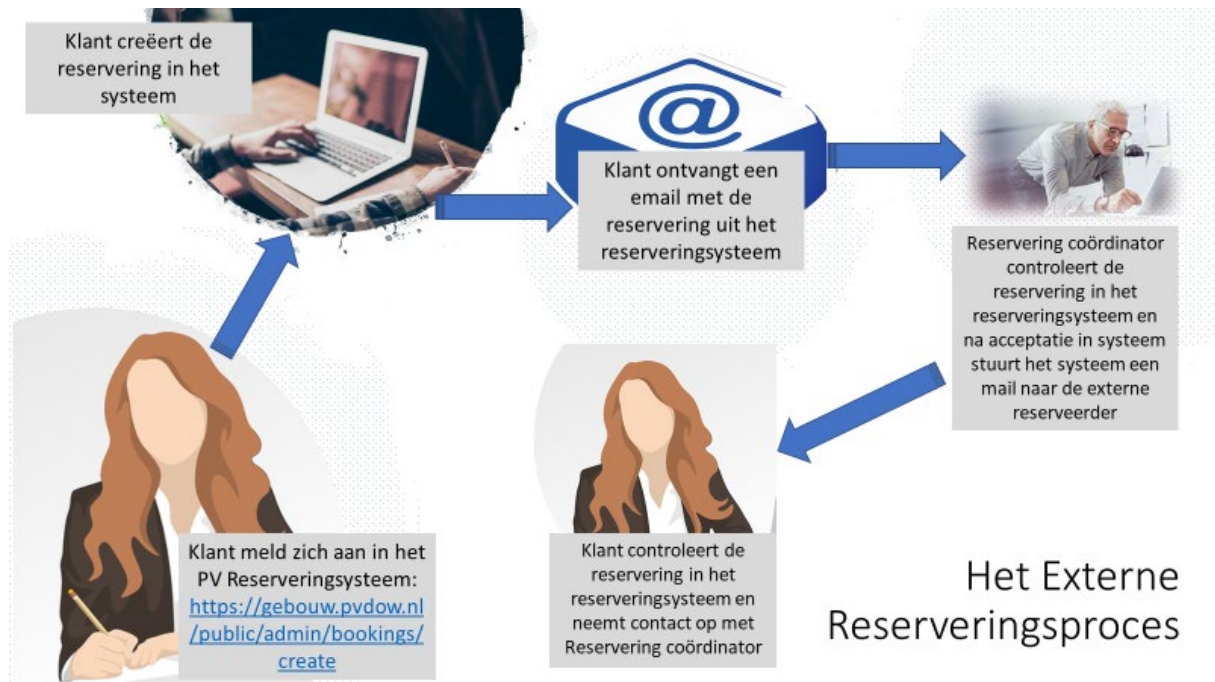 Klant creëert de
reservering in het
systeem
@
Klant ontvangt een
email met de
reservering uit het
reserveringsysteem
Reservering coördinator
controleert de
reservering in het
reserveringsysteem en
na acceptatie in systeem
stuurt het systeem een
mail naar de externe
reserveerder
Klant meld zich aan in het
PV Reserveringsysteem:
https://gebouw.pvdow.nl
/public/admin/bookings/
create
Klant controleert de
reservering in het
reserveringsysteem en
neemt contact op met
Reservering coördinator
Het Externe
Reserveringsproces